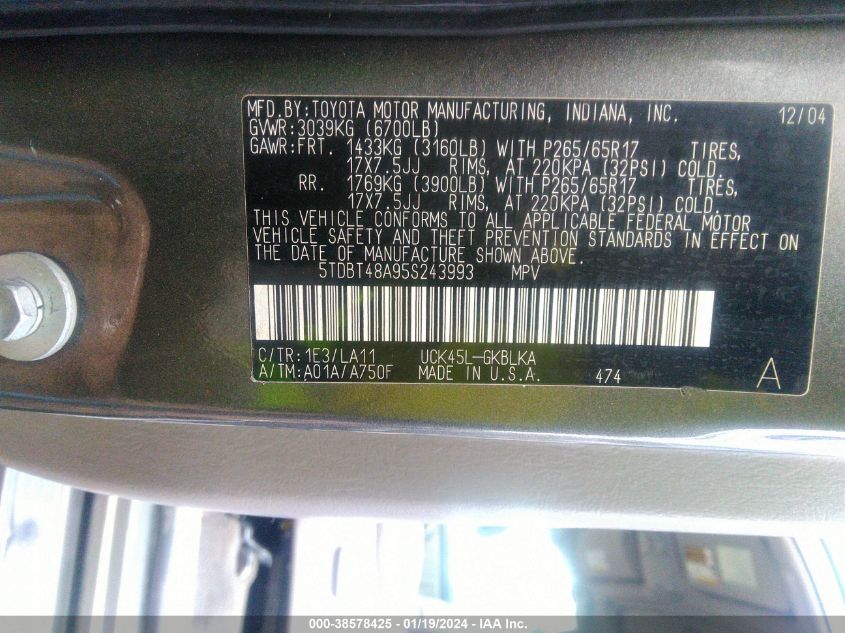 MFD.BY:TOYOTA MOTOR MANUFACTURING, INDIANA, INC. 12/04
GVWR:3039KG (6700LB)
GAWR:FRT. 1433KG (3160LB) WITH P265/65R17 TIRES,
17X7.5JJ RIMS, AT 220KPA (32PSI) COLD.
RR. 1769KG (3900LB) WITH P265/65R17 TIRES,
17X7.5JJ RIMS, AT 220KPA (32PSI) COLD.
THIS VEHICLE CONFORMS TO ALL APPLICABLE FEDERAL MOTOR
VEHICLE SAFETY AND THEFT PREVENTION STANDARDS IN EFFECT ON
THE DATE OF MANUFACTURE SHOWN ABOVE.
5TDBT48A95S243993 MPV
C/TR:1E3/LA11 UCK45L-GKBLKA
A/TM:A01A/A750F MADE IN U.S.A. 474 A
000-38578425 - 01/19/2024 - IAA Inc.